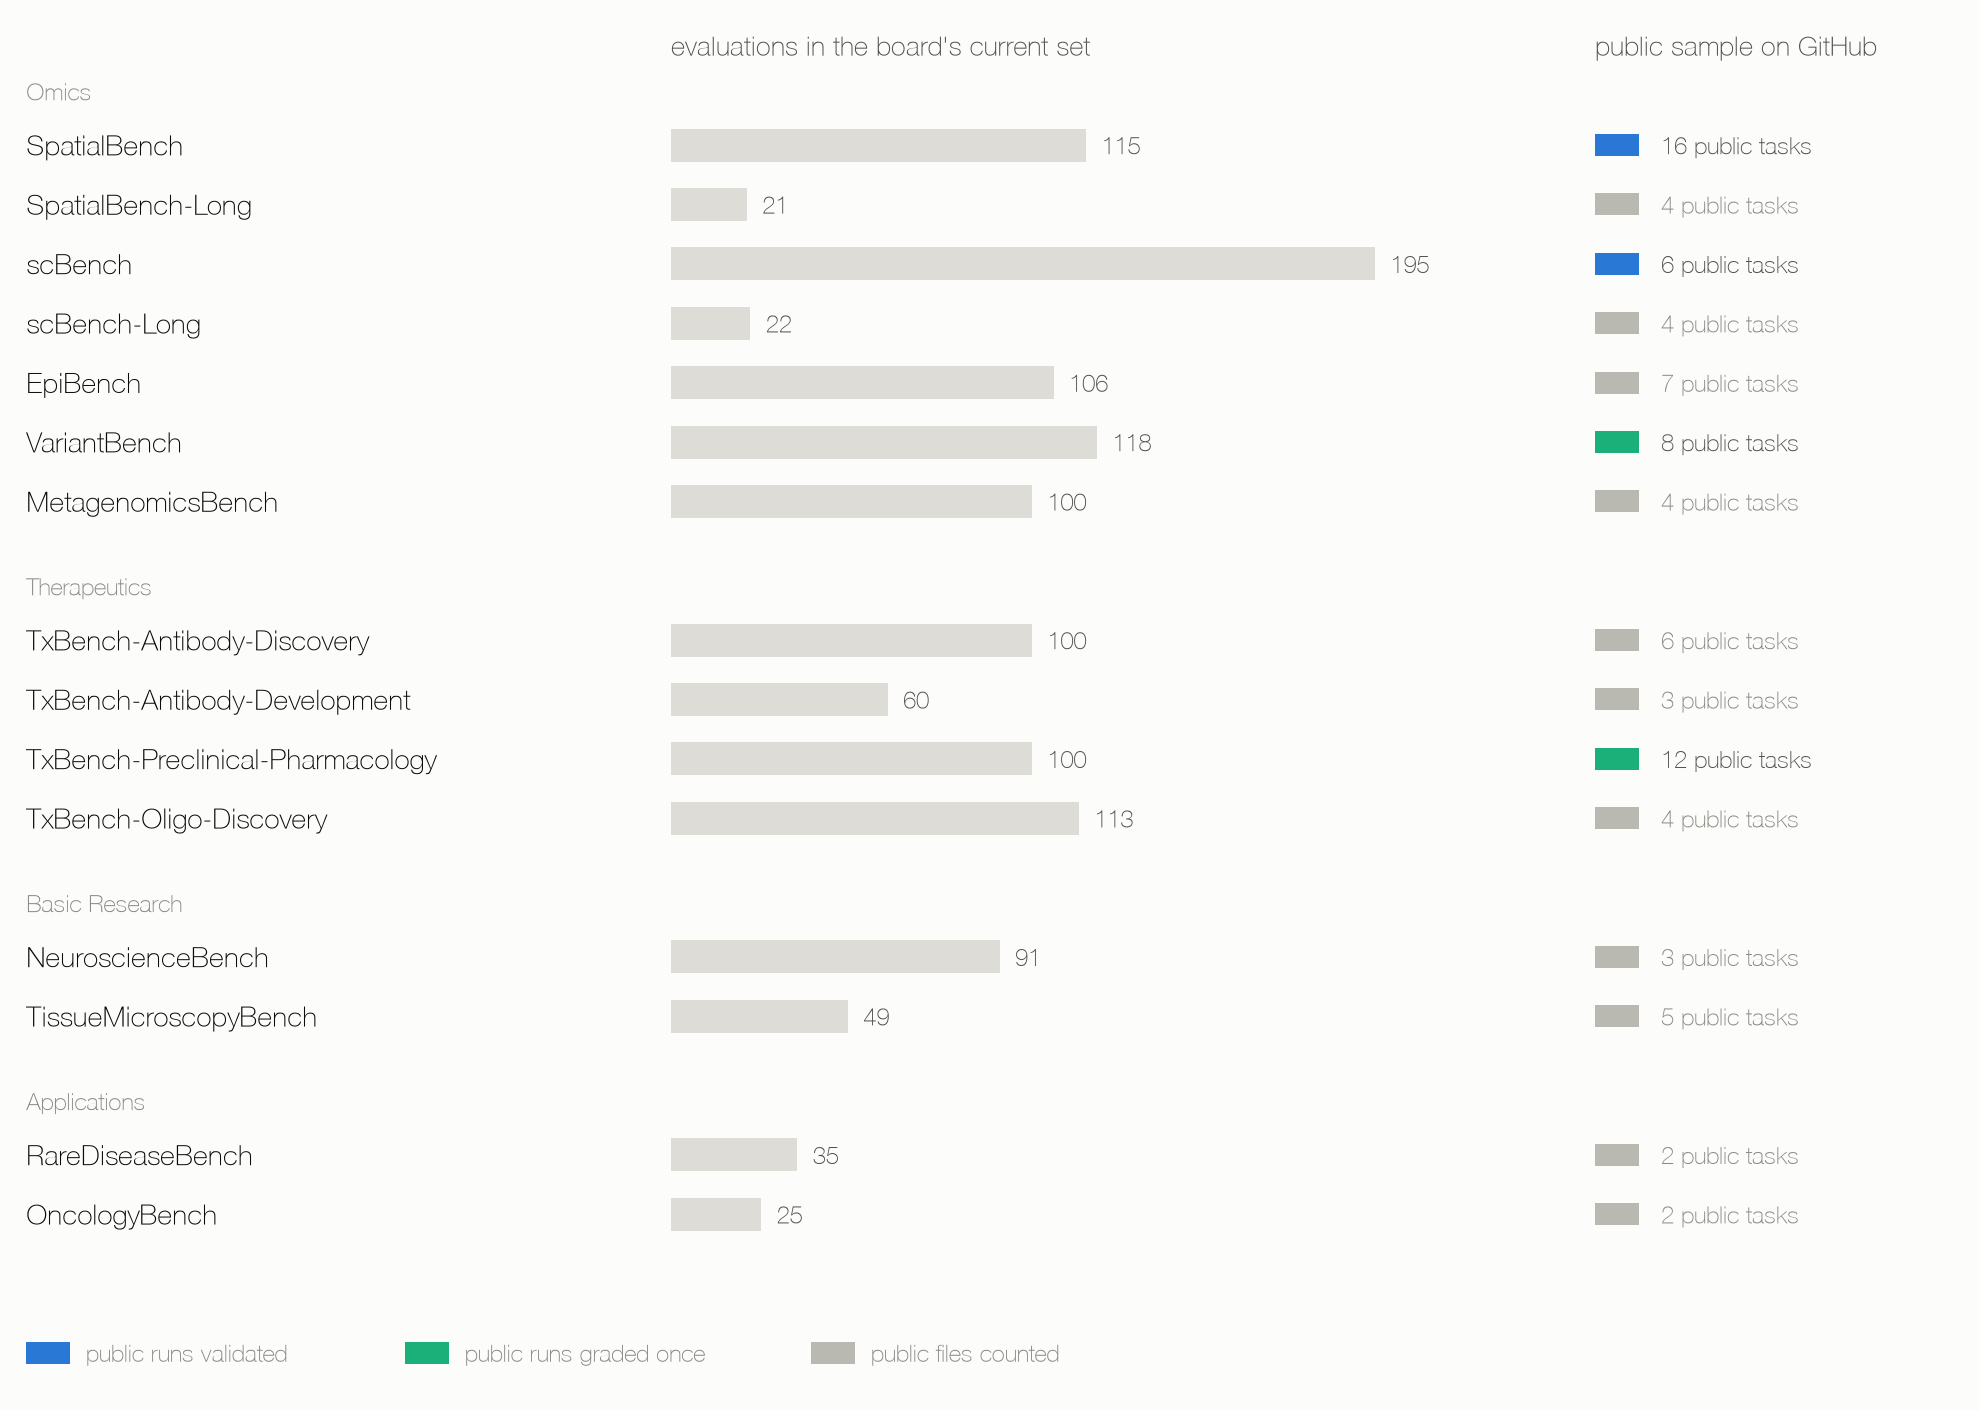 evaluations in the board's current set public sample on GitHub
Omics
SpatialBench 115 16 public tasks
SpatialBench-Long 21 4 public tasks
scBench 195 6 public tasks
scBench-Long 22 4 public tasks
EpiBench 106 7 public tasks
VariantBench 118 8 public tasks
MetagenomicsBench 100 4 public tasks
Therapeutics
TxBench-Antibody-Discovery 100 6 public tasks
TxBench-Antibody-Development 60 3 public tasks
TxBench-Preclinical-Pharmacology 100 12 public tasks
TxBench-Oligo-Discovery 113 4 public tasks
Basic Research
NeuroscienceBench 91 3 public tasks
TissueMicroscopyBench 49 5 public tasks
Applications
RareDiseaseBench 35 2 public tasks
OncologyBench 25 2 public tasks
public runs validated public runs graded once public files counted